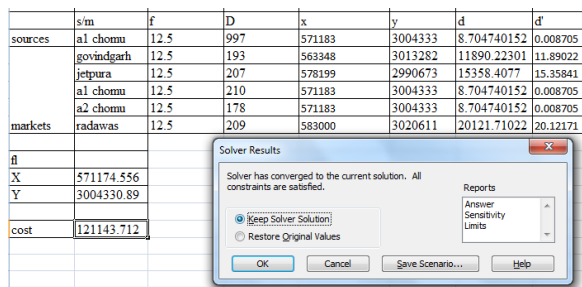 s/m f D x y d d'
sources a1 chomu 12.5 997 571183 3004333 8.704740152 0.008705
govindgarh 12.5 193 563348 3013282 11890.22301 11.89022
jetpura 12.5 207 578199 2990673 15358.4077 15.35841
a1 chomu 12.5 210 571183 3004333 8.704740152 0.008705
a2 chomu 12.5 178 571183 3004333 8.704740152 0.008705
markets radawas 12.5 209 583000 3020611 20121.71022 20.12171
fl
X 571174.556
Y 3004330.89
cost 121143.712
Solver Results
Solver has converged to the current solution. All
constraints are satisfied.
Reports
Answer
Sensitivity
Limits
Keep Solver Solution
Restore Original Values
OK Cancel Save Scenario... Help